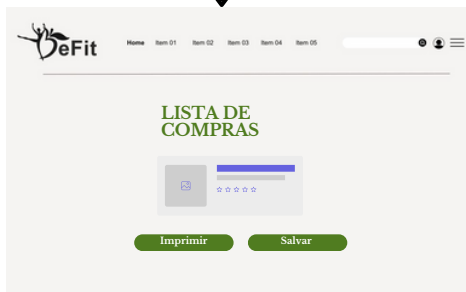 BeFit
Home Item 01 Item 02 Item 03 Item 04 Item 05
LISTA DE
COMPRAS
Imprimir Salvar